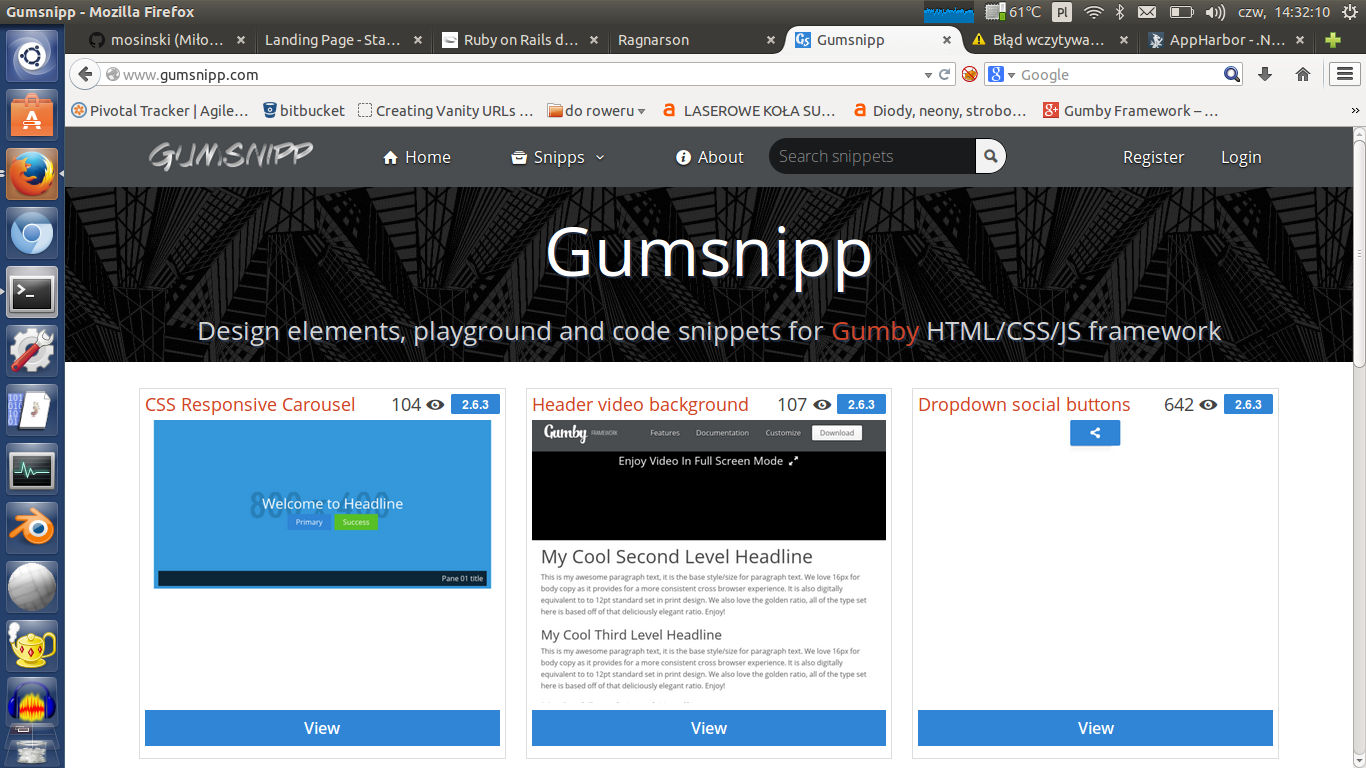 Gumsnipp - Mozilla Firefox
61°C Pl czw, 14:32:10
mosinski (Miło... × Landing Page - Sta... × Ruby on Rails d... × Ragnarson × Gumsnipp × Błąd wczytywa... × AppHarbor - .N... ×
www.gumsnipp.com Google
Pivotal Tracker | Agile... bitbucket Creating Vanity URLs ... do roweru LASEROWE KOŁA SU... Diody, neony, strobo... Gumby Framework – ... »
GUMSNIPP Home Snipps About Search snippets Register Login
Gumsnipp
Design elements, playground and code snippets for Gumby HTML/CSS/JS framework
CSS Responsive Carousel 104 2.6.3
800 x 400
Welcome to Headline
Primary Success
Pane 01 title
View
Header video background 107 2.6.3
Gumby FRAMEWORK Features Documentation Customize Download
Enjoy Video In Full Screen Mode
My Cool Second Level Headline
This is my awesome paragraph text, it is the base style/size for paragraph text. We love 16px for
body copy as it provides for a more consistent cross browser experience. It is also digitally
equivalent to to 12pt standard set in print design. We also love the golden ratio, all of the type set
here is based off of that deliciously elegant ratio. Enjoy!
My Cool Third Level Headline
This is my awesome paragraph text, it is the base style/size for paragraph text. We love 16px for
body copy as it provides for a more consistent cross browser experience. It is also digitally
equivalent to to 12pt standard set in print design. We also love the golden ratio, all of the type set
here is based off of that deliciously elegant ratio. Enjoy!
View
Dropdown social buttons 642 2.6.3
View